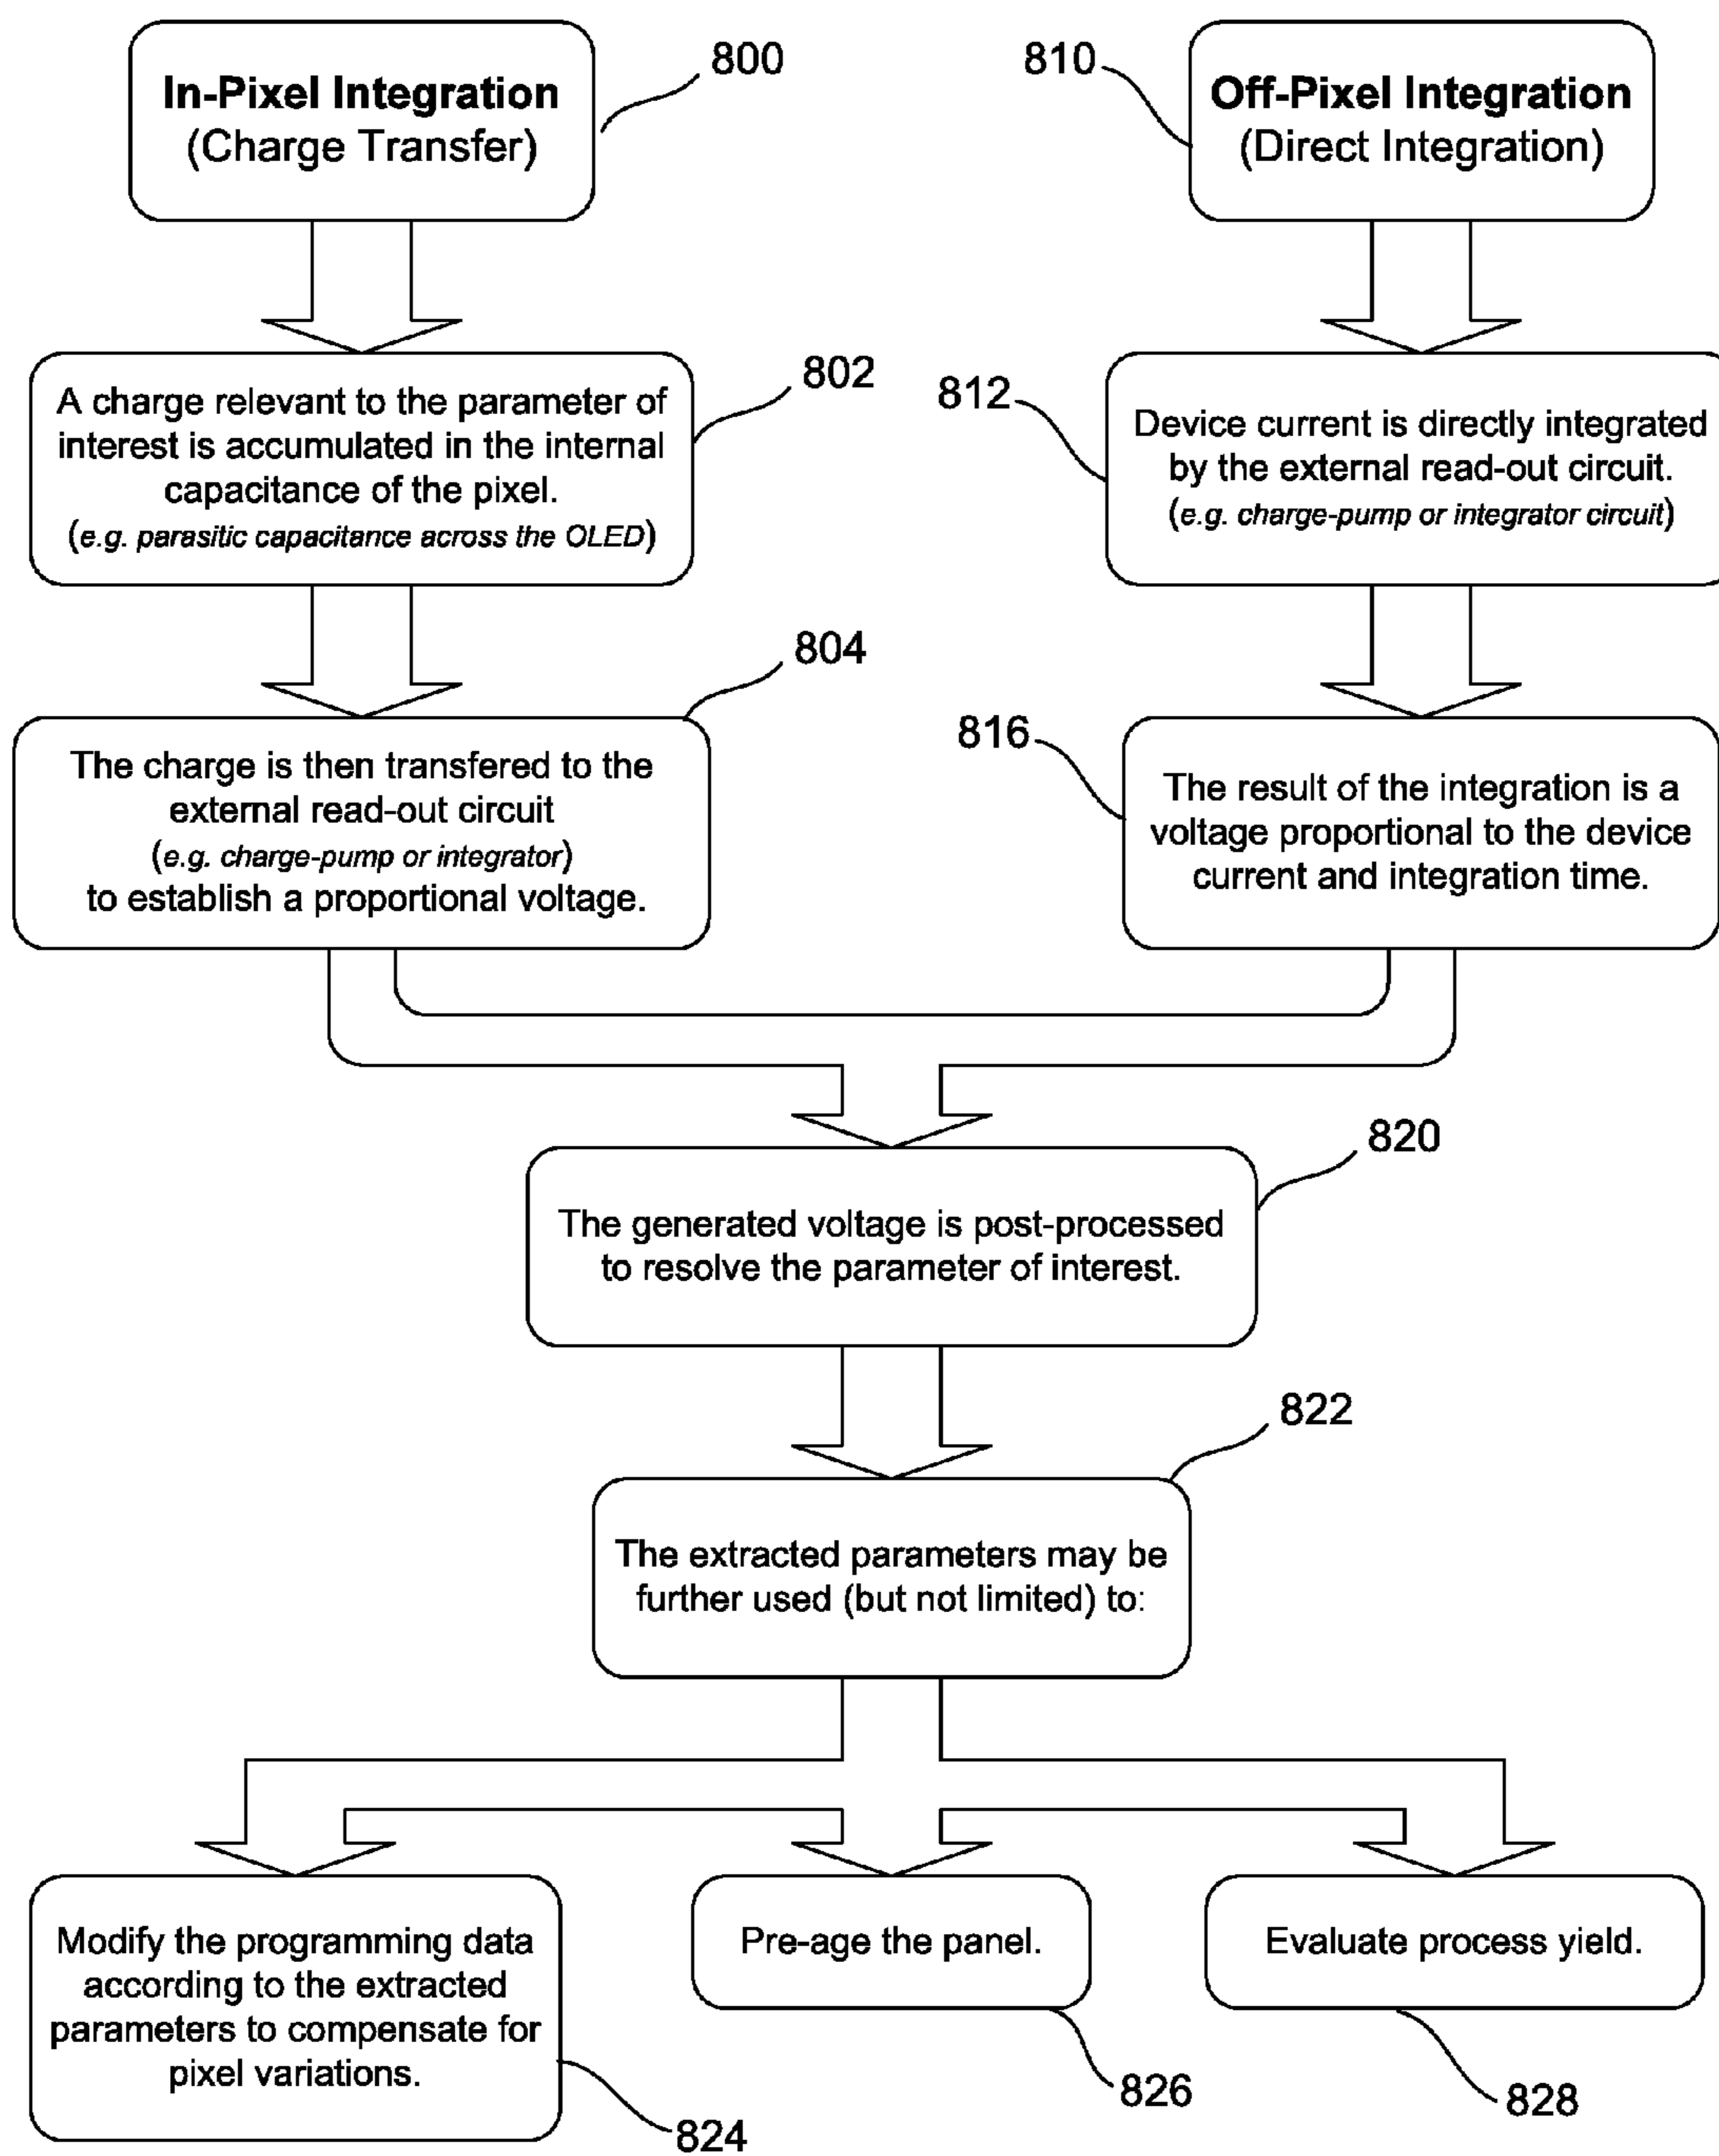 In-Pixel Integration
(Charge Transfer)
800
810
Off-Pixel Integration
(Direct Integration)
A charge relevant to the parameter of
interest is accumulated in the internal
capacitance of the pixel.
(e.g. parasitic capacitance across the OLED)
802
812
Device current is directly integrated
by the external read-out circuit.
(e.g. charge-pump or integrator circuit)
The charge is then transfered to the
external read-out circuit
(e.g. charge-pump or integrator)
to establish a proportional voltage.
804
816
The result of the integration is a
voltage proportional to the device
current and integration time.
820
The generated voltage is post-processed
to resolve the parameter of interest.
822
The extracted parameters may be
further used (but not limited) to:
Modify the programming data
according to the extracted
parameters to compensate for
pixel variations.
824
Pre-age the panel.
826
Evaluate process yield.
828